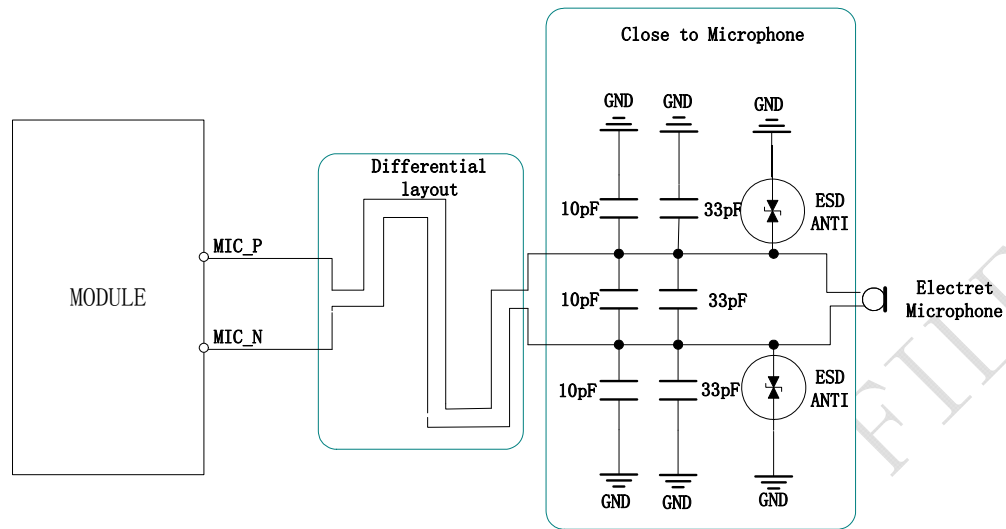 Close to Microphone
GND
GND
GND
Differential
layout
10pF
33pF
ESD
ANTI
MIC_P
MODULE
10pF
33pF
Electret
Microphone
MIC_N
10pF
33pF
ESD
ANTI
GND
GND
GND
FILE